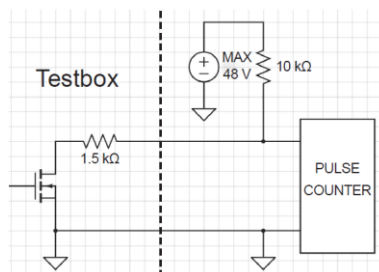 MAX
48 V
10 kΩ
Testbox
1.5 kΩ
PULSE
COUNTER